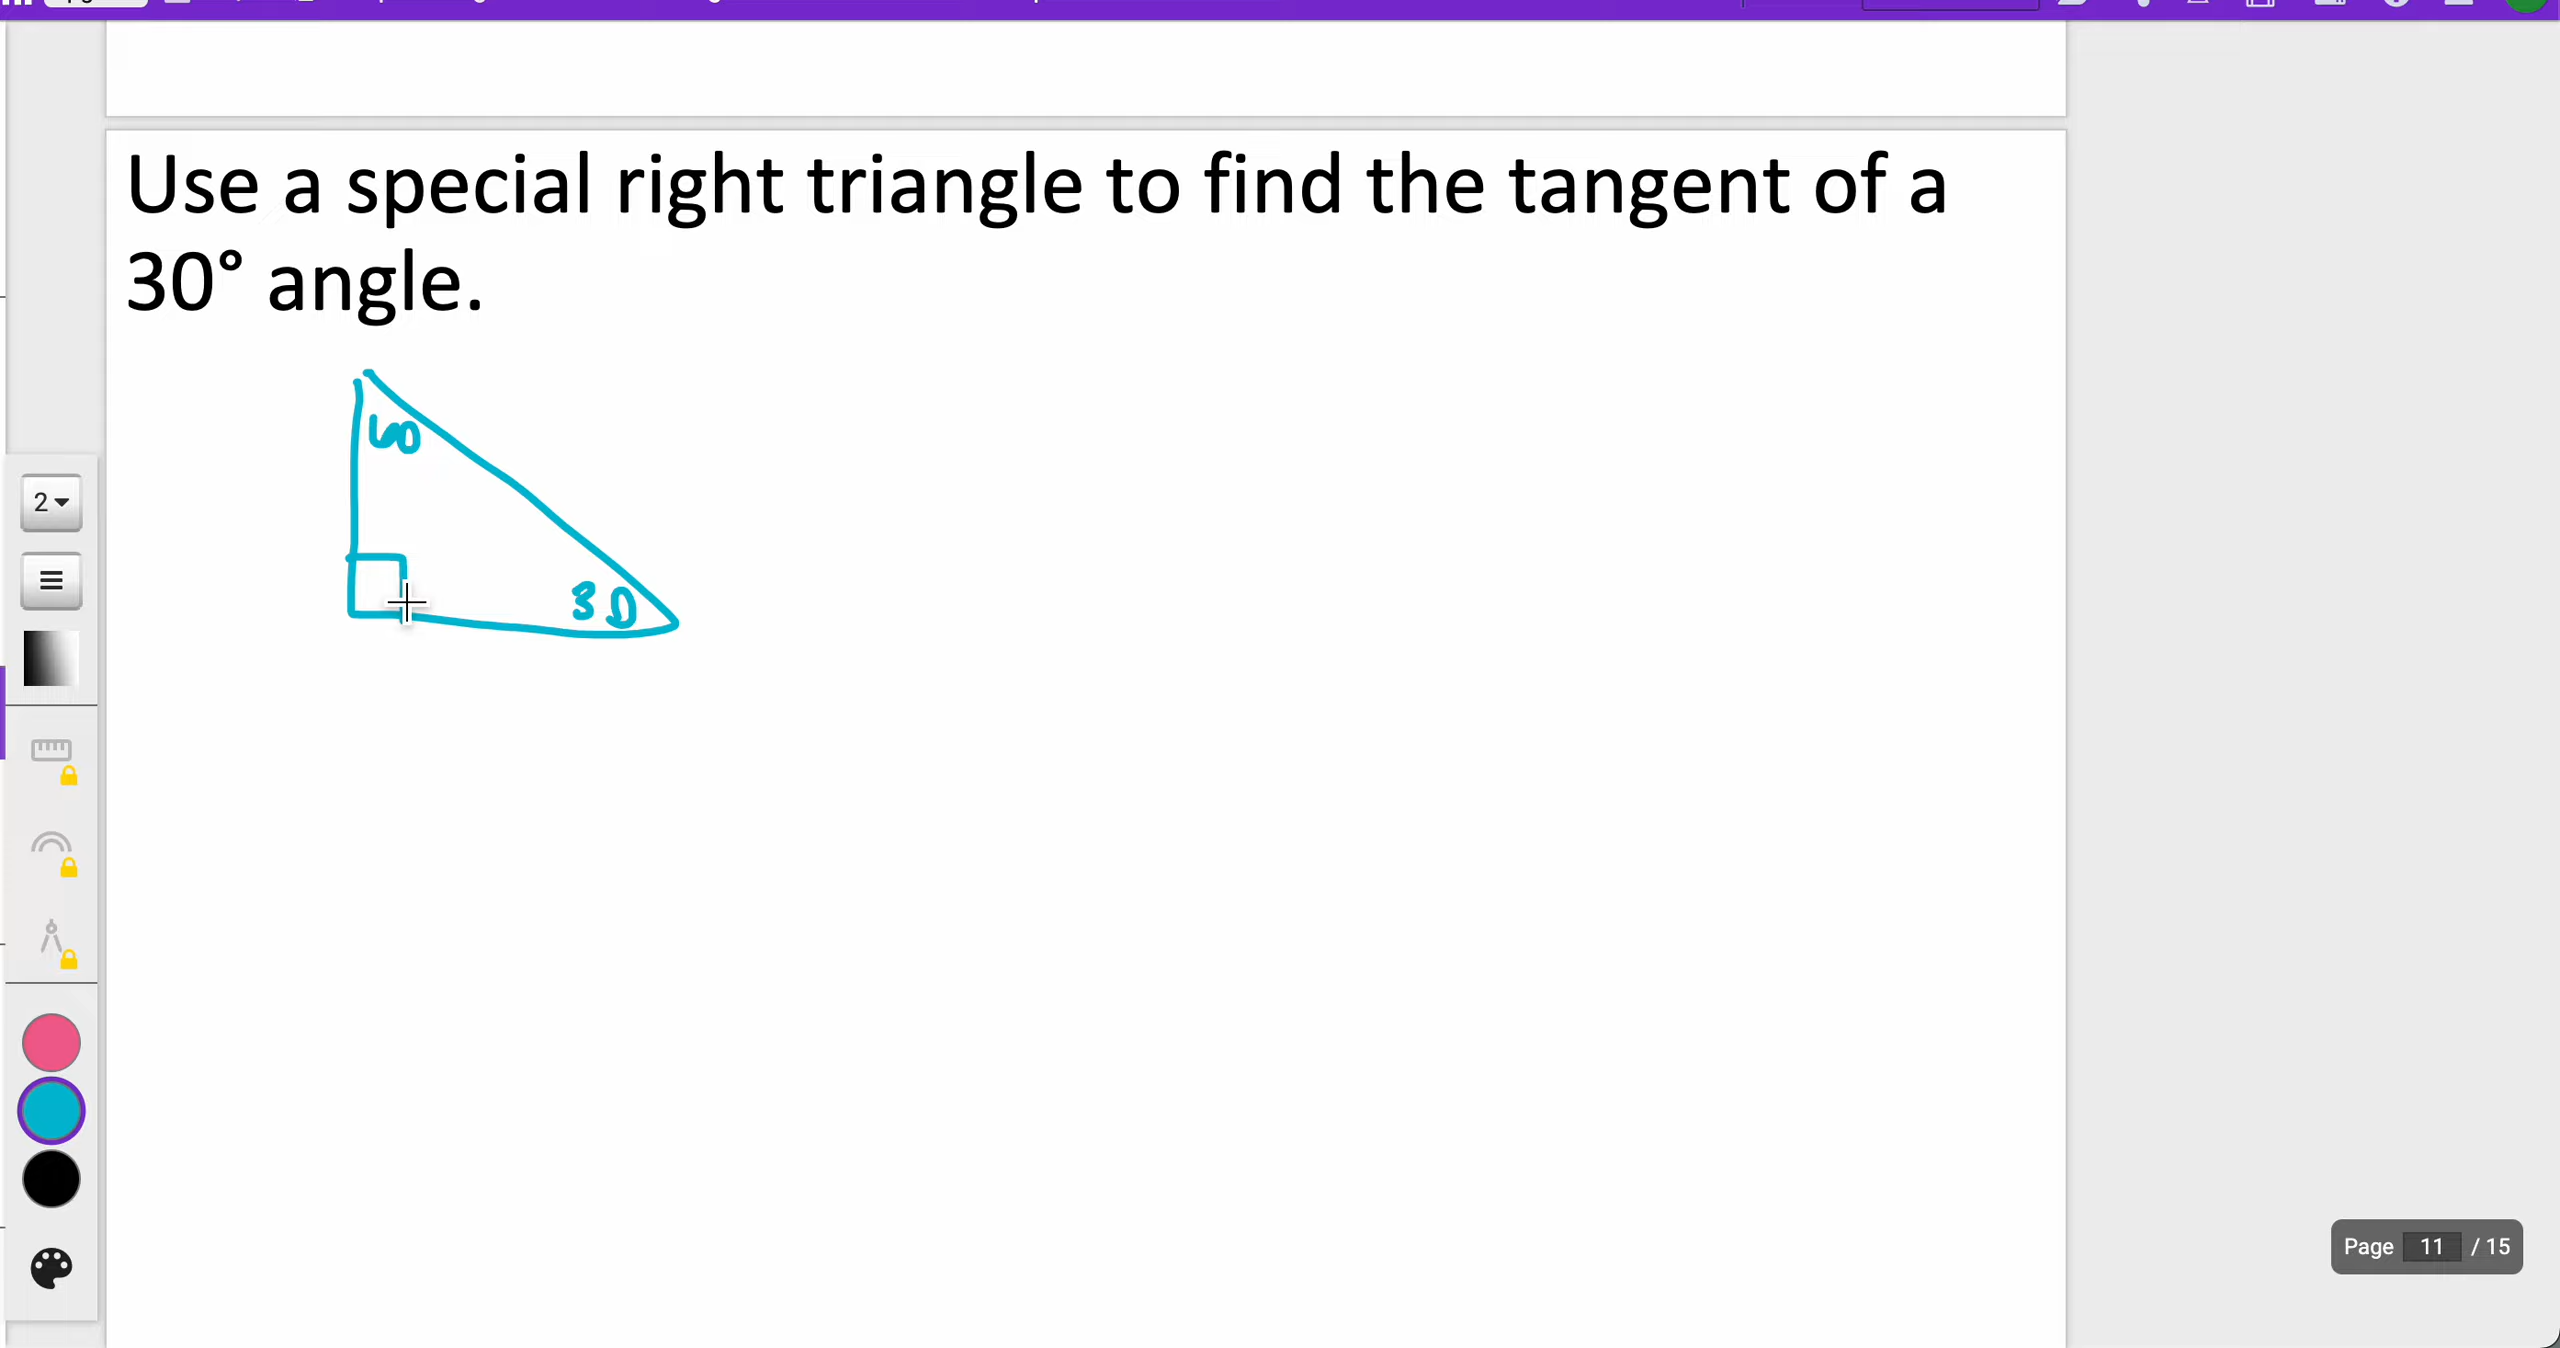 Use a special right triangle to find the tangent of a
30° angle.
60
30
2
Page 11 / 15